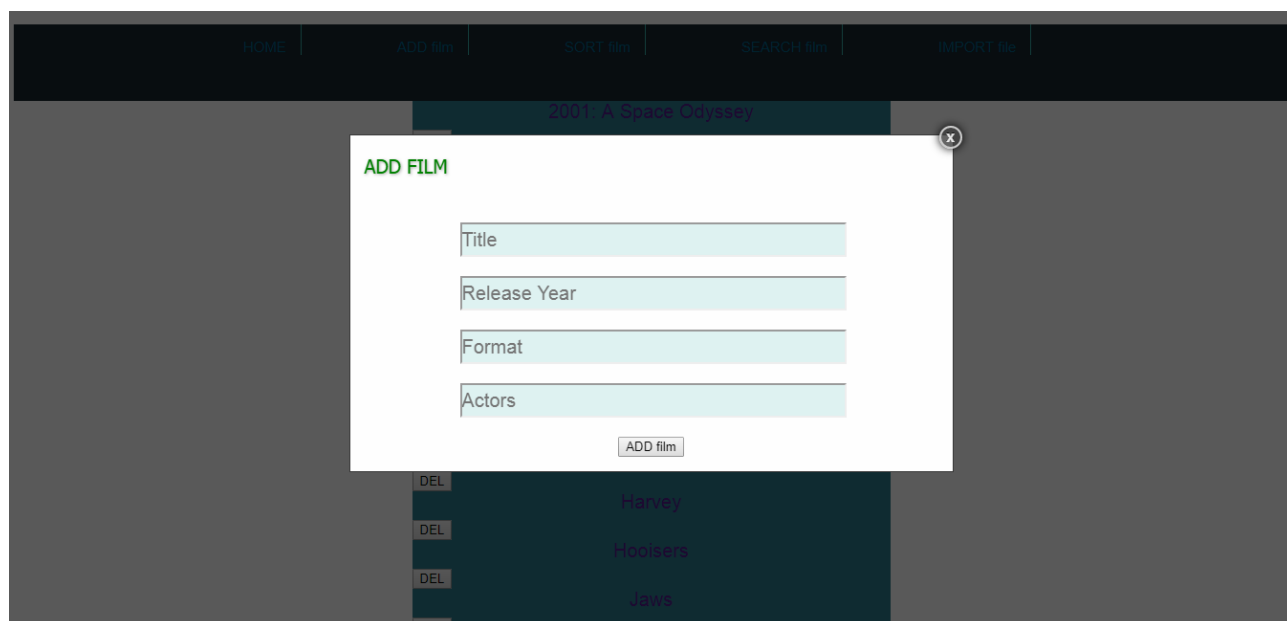 HOME ADD film SORT film SEARCH film IMPORT file
2001: A Space Odyssey
x
ADD FILM
Title
Release Year
Format
Actors
ADD film
DEL
Harvey
DEL
Hooisers
DEL
Jaws